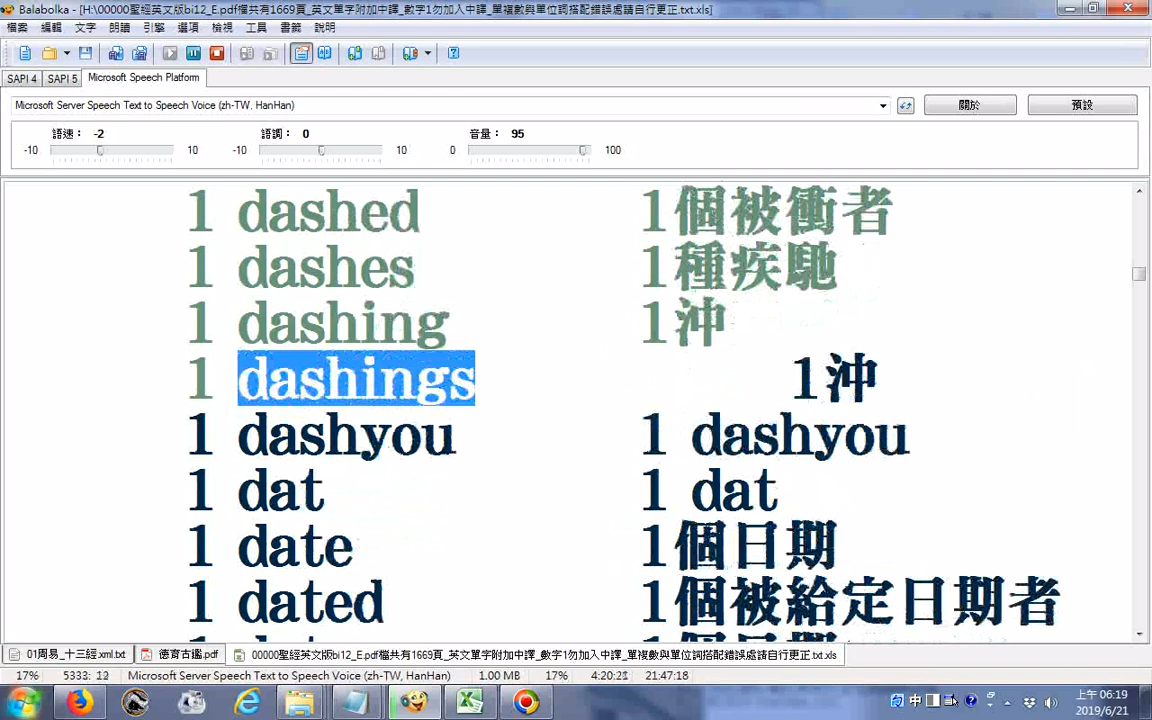 Balabolka - [H:\00000聖經英文版bi12_E.pdf檔共有1669頁_英文單字附加中譯_數字1勿加入中譯_單複數與單位詞搭配錯誤處請自行更正.txt.xls]
檔案 編輯 文字 朗讀 引擎 選項 檢視 工具 書籤 說明
SAPI 4 SAPI 5 Microsoft Speech Platform
Microsoft Server Speech Text to Speech Voice (zh-TW, HanHan) 關於 預設
語速： -2 語調： 0 音量： 95
-10 10 -10 10 0 100
1 dashed 1個被衝者
1 dashes 1種疾馳
1 dashing 1沖
1 dashings 1沖
1 dashyou 1 dashyou
1 dat 1 dat
1 date 1個日期
1 dated 1個被給定日期者
01周易_十三經.xml.txt 德育古鑑.pdf 00000聖經英文版bi12_E.pdf檔共有1669頁_英文單字附加中譯_數字1勿加入中譯_單複數與單位詞搭配錯誤處請自行更正.txt.xls
17% 5333: 12 Microsoft Server Speech Text to Speech Voice (zh-TW, HanHan) 1.00 MB 17% 4:20:21 21:47:18
中 上午 06:19
2019/6/21